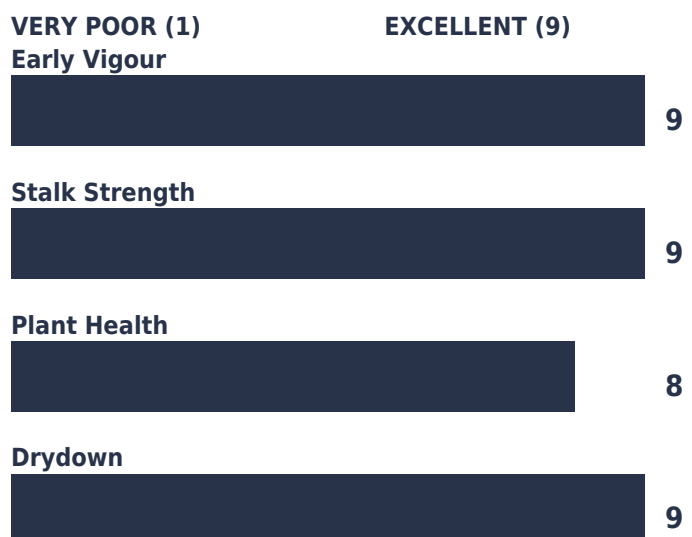 VERY POOR (1) EXCELLENT (9)
Early Vigour
9
Stalk Strength
9
Plant Health
8
Drydown
9